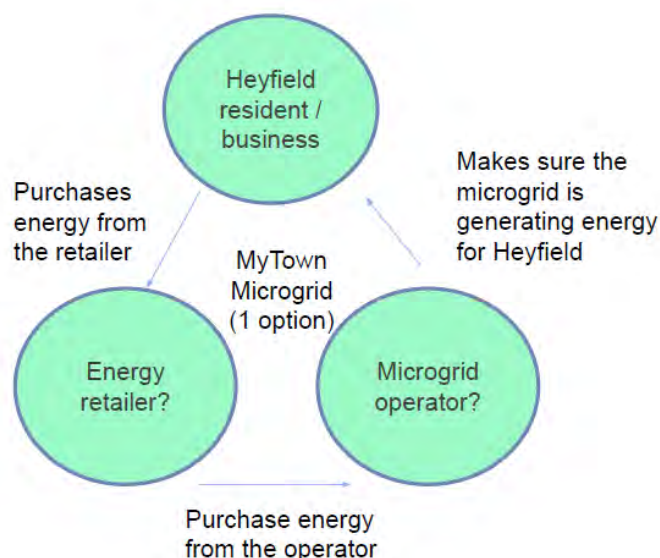 Heyfield
resident /
business
Purchases
energy from
the retailer
Makes sure the
microgrid is
generating energy
for Heyfield
MyTown
Microgrid
(1 option)
Energy
retailer?
Microgrid
operator?
Purchase energy
from the operator